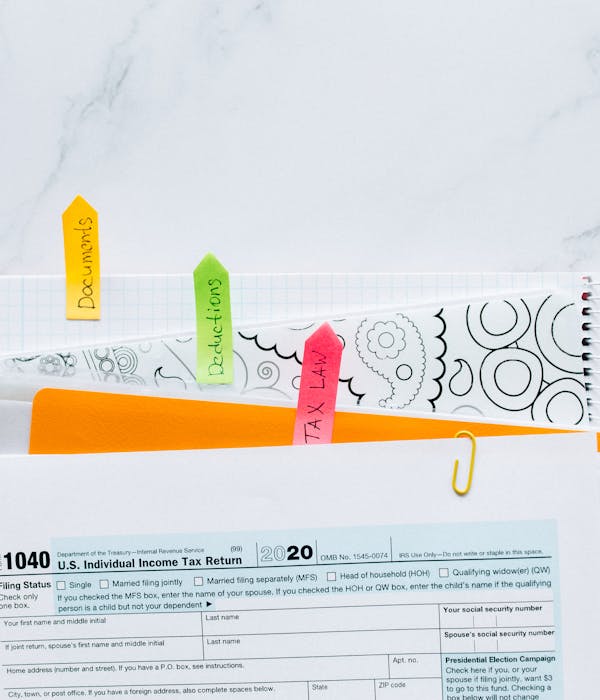 Documents
Deductions
TAX LAW
1040
Department of the Treasury—Internal Revenue Service (99)
U.S. Individual Income Tax Return
2020
OMB No. 1545-0074
IRS Use Only—Do not write or staple in this space.
Filing Status
Check only
one box.
Single
Married filing jointly
Married filing separately (MFS)
Head of household (HOH)
Qualifying widow(er) (QW)
If you checked the MFS box, enter the name of your spouse. If you checked the HOH or QW box, enter the child's name if the qualifying
person is a child but not your dependent ▶
Your first name and middle initial
Last name
Your social security number
If joint return, spouse's first name and middle initial
Last name
Spouse's social security number
Home address (number and street). If you have a P.O. box, see instructions.
Apt. no.
Presidential Election Campaign
Check here if you, or your
spouse if filing jointly, want $3
to go to this fund. Checking a
box below will not change
City, town, or post office. If you have a foreign address, also complete spaces below.
State
ZIP code